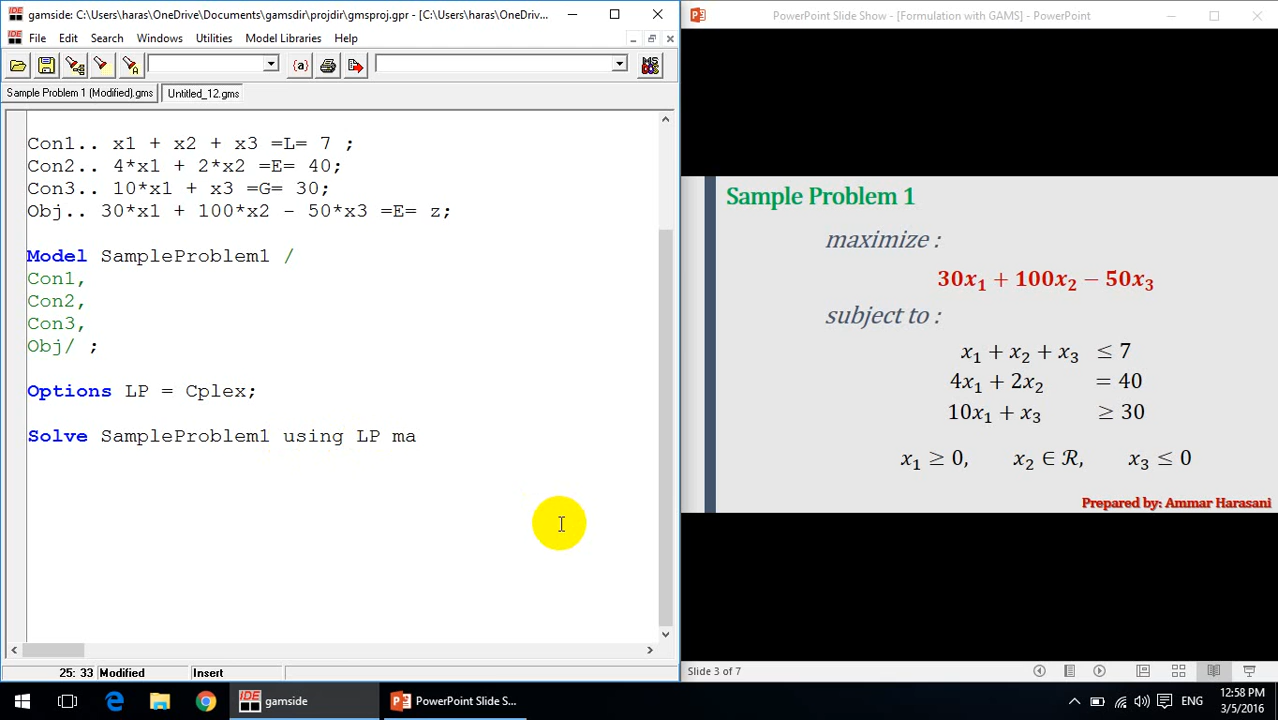 gamside: C:\Users\haras\OneDrive\Documents\gamsdir\projdir\gmsproj.gpr - [C:\Users\haras\OneDriv...
File Edit Search Windows Utilities Model Libraries Help
{a}
Sample Problem 1 (Modified).gms Untitled_12.gms
Con1.. x1 + x2 + x3 =L= 7 ;
Con2.. 4*x1 + 2*x2 =E= 40;
Con3.. 10*x1 + x3 =G= 30;
Obj.. 30*x1 + 100*x2 - 50*x3 =E= z;
Model SampleProblem1 /
Con1,
Con2,
Con3,
Obj/ ;
Options LP = Cplex;
Solve SampleProblem1 using LP ma
25: 33 Modified Insert
PowerPoint Slide Show - [Formulation with GAMS] - PowerPoint
Sample Problem 1
maximize :
30x₁ + 100x₂ − 50x₃
subject to :
x₁ + x₂ + x₃ ≤ 7
4x₁ + 2x₂ = 40
10x₁ + x₃ ≥ 30
x₁ ≥ 0, x₂ ∈ ℛ, x₃ ≤ 0
Prepared by: Ammar Harasani
Slide 3 of 7
gamside PowerPoint Slide S...
ENG
12:58 PM
3/5/2016